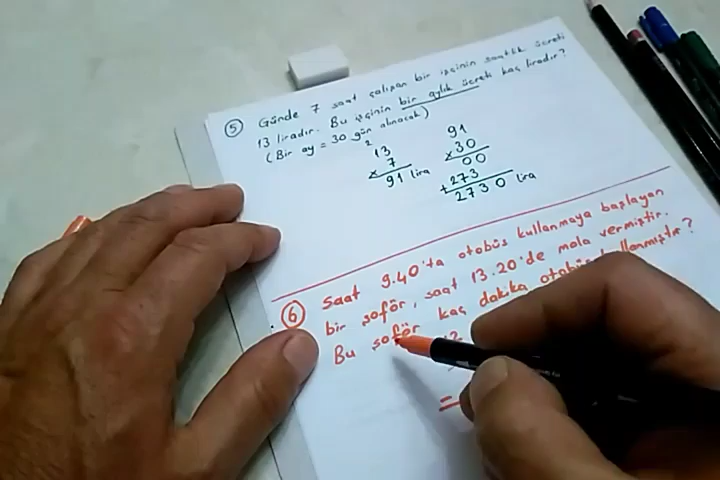 5 Günde 7 saat çalışan bir işçinin saatlik ücreti
13 liradır. Bu işçinin bir aylık ücreti kaç liradır?
(Bir ay = 30 gün alınacak)
2
13
x 7
91 lira
91
x 30
00
+ 273
2730 lira
6 Saat 9.40'ta otobüs kullanmaya başlayan
bir şoför, saat 13.20'de mola vermiştir.
Bu şoför kaç dakika otobüs kullanmıştır?
=